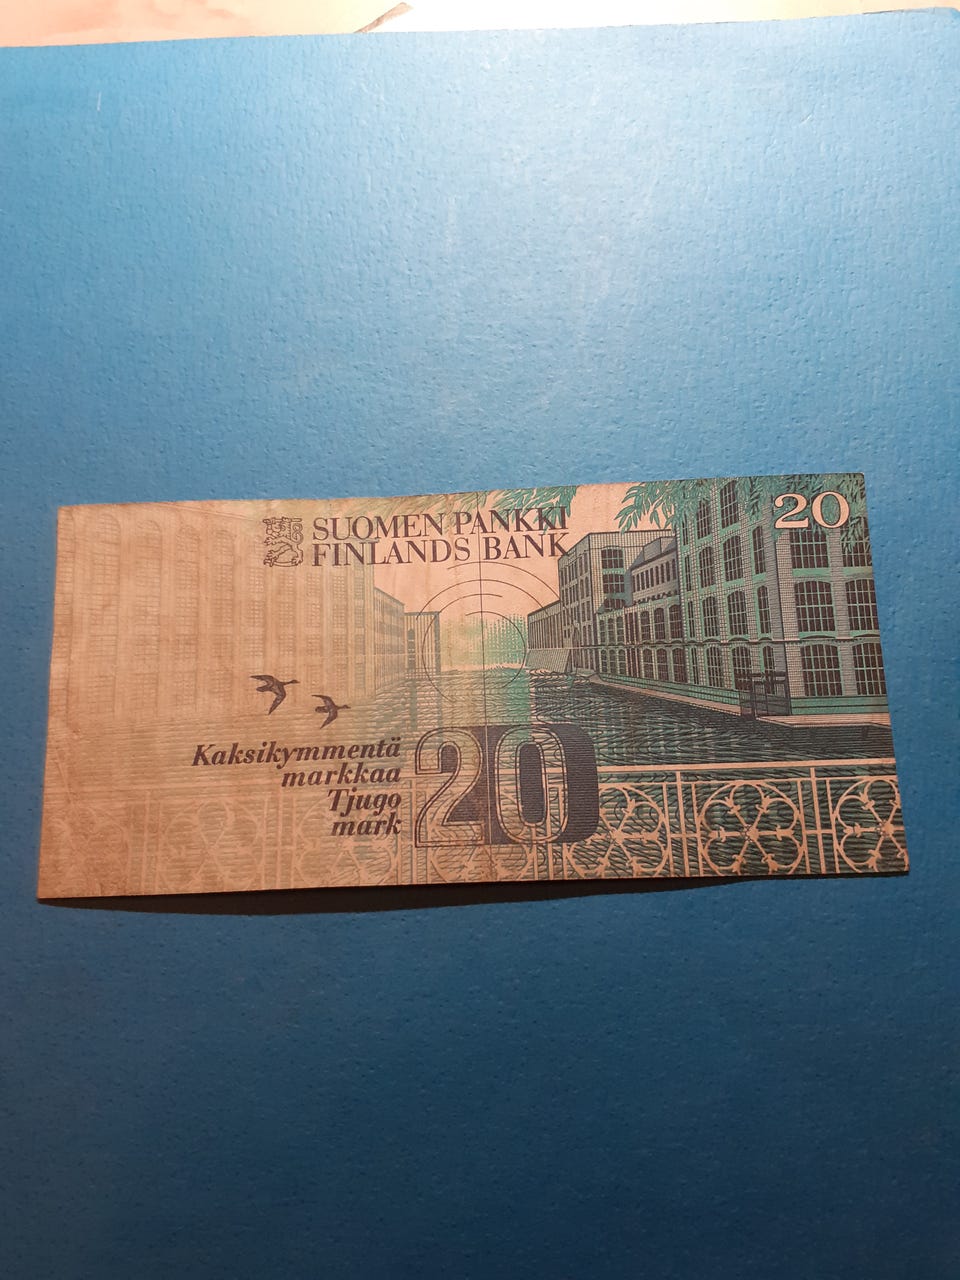 SUOMEN PANKKI
FINLANDS BANK
20
Kaksikymmentä
markkaa
Tjugo
mark
20